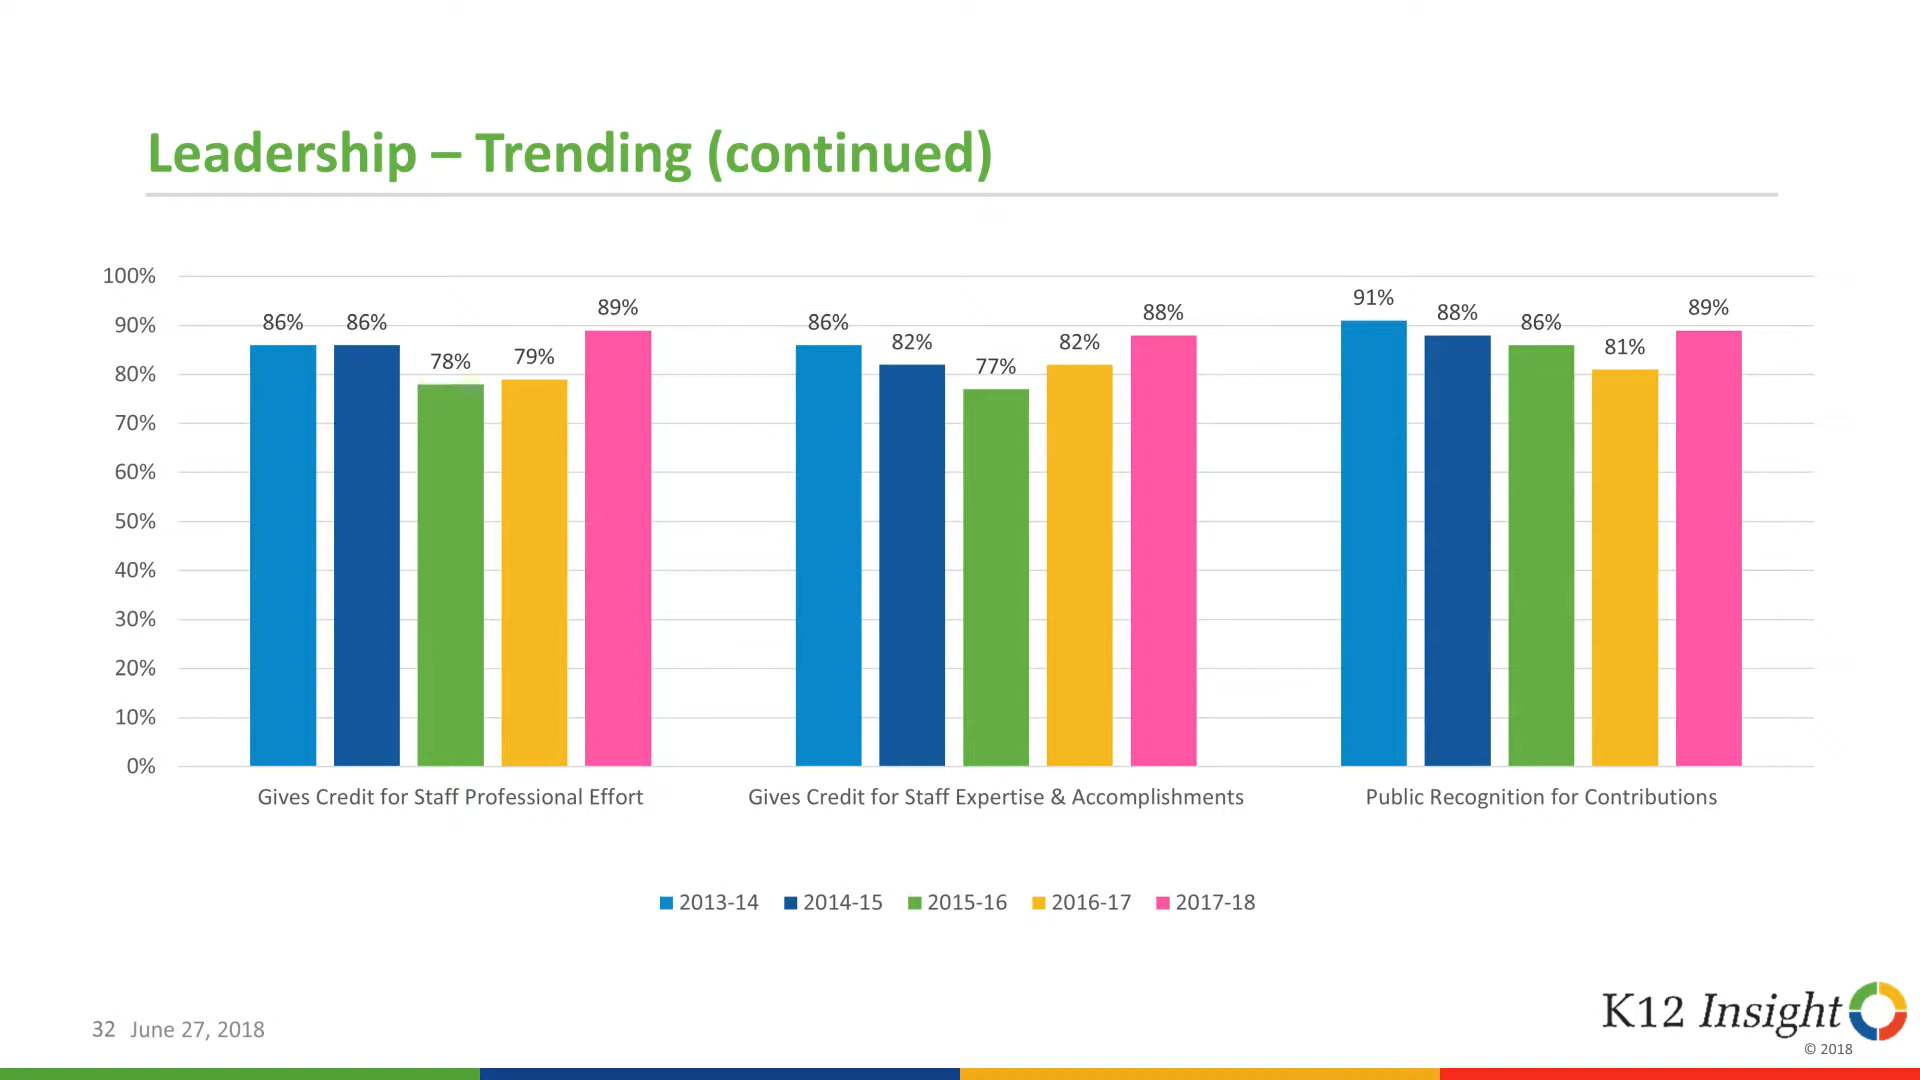 Leadership – Trending (continued)
100%
90%
80%
70%
60%
50%
40%
30%
20%
10%
0%
86% 86% 78% 79% 89%
86% 82% 77% 82% 88%
91% 88% 86% 81% 89%
Gives Credit for Staff Professional Effort
Gives Credit for Staff Expertise & Accomplishments
Public Recognition for Contributions
2013-14 2014-15 2015-16 2016-17 2017-18
32 June 27, 2018
K12 Insight
© 2018